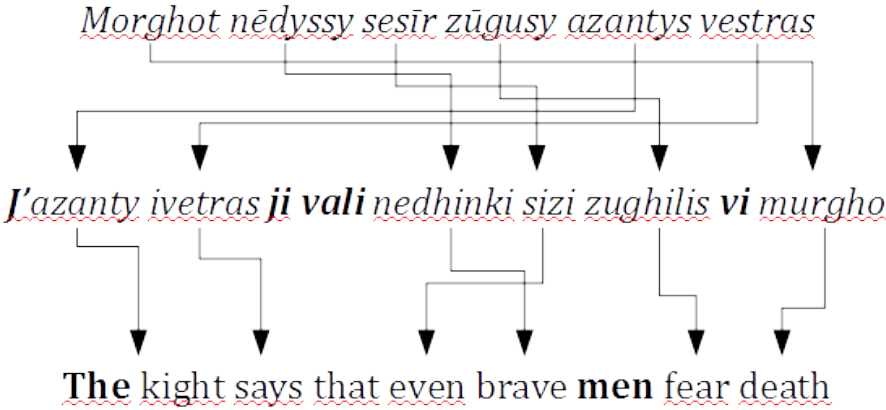 Morghot nēdyssy sesīr zūgusy azantys vestras
J’azanty ivetras ji vali nedhinki sizi zughilis vi murgho
The kight says that even brave men fear death